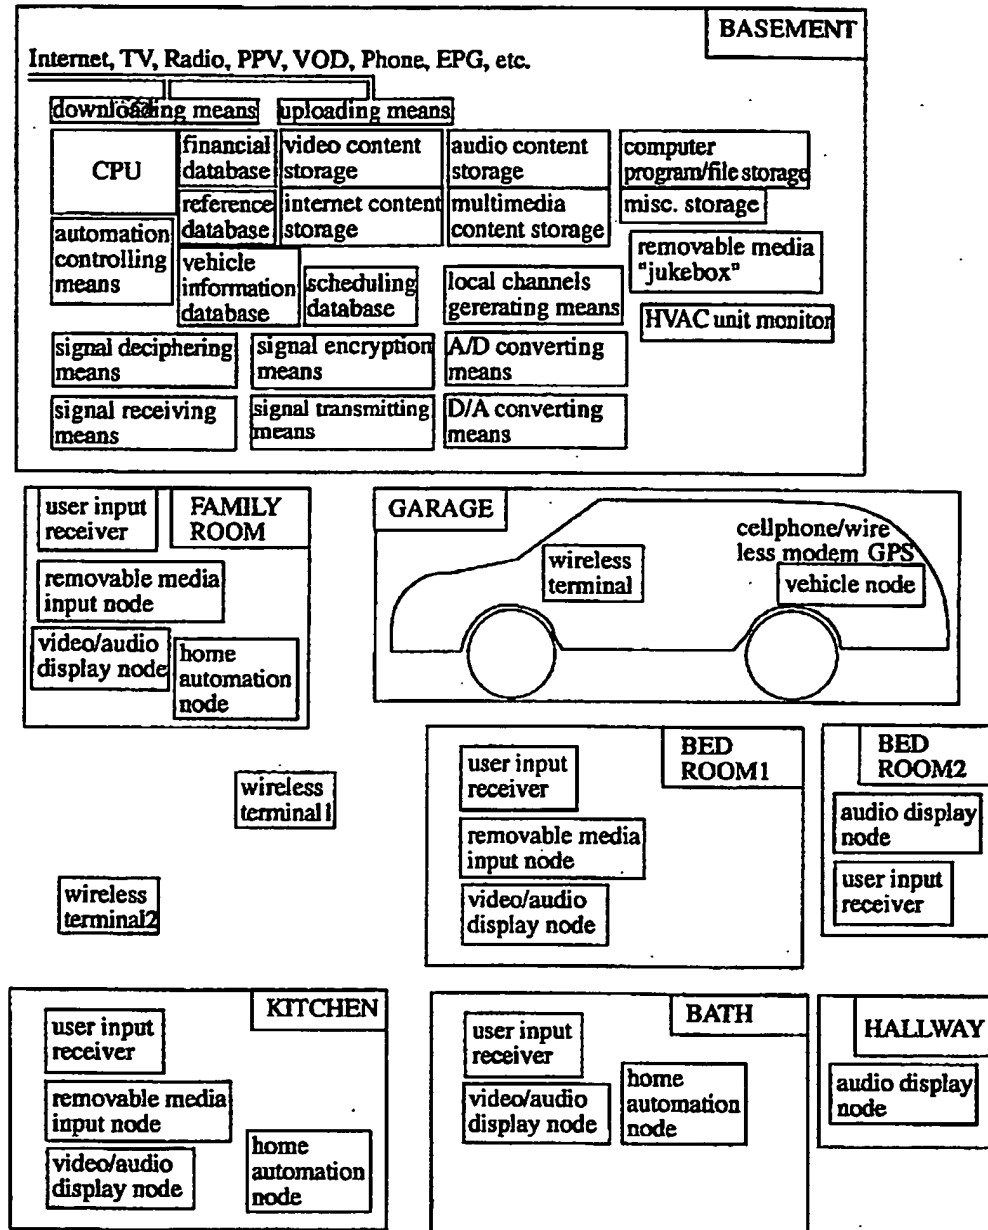 BASEMENT
Internet, TV, Radio, PPV, VOD, Phone, EPG, etc.
downloading means
uploading means
CPU
financial
database
video content
storage
audio content
storage
computer
program/file storage
reference
database
internet content
storage
multimedia
content storage
misc. storage
automation
controlling
means
vehicle
information
database
scheduling
database
local channels
gererating means
removable media
"jukebox"
HVAC unit monitor
signal deciphering
means
signal encryption
means
A/D converting
means
signal receiving
means
signal transmitting
means
D/A converting
means
user input
receiver
FAMILY
ROOM
removable media
input node
video/audio
display node
home
automation
node
GARAGE
wireless
terminal
cellphone/wire
less modem GPS
vehicle node
wireless
terminal1
wireless
terminal2
BED
ROOM1
user input
receiver
removable media
input node
video/audio
display node
BED
ROOM2
audio display
node
user input
receiver
KITCHEN
user input
receiver
removable media
input node
video/audio
display node
home
automation
node
BATH
user input
receiver
video/audio
display node
home
automation
node
HALLWAY
audio display
node